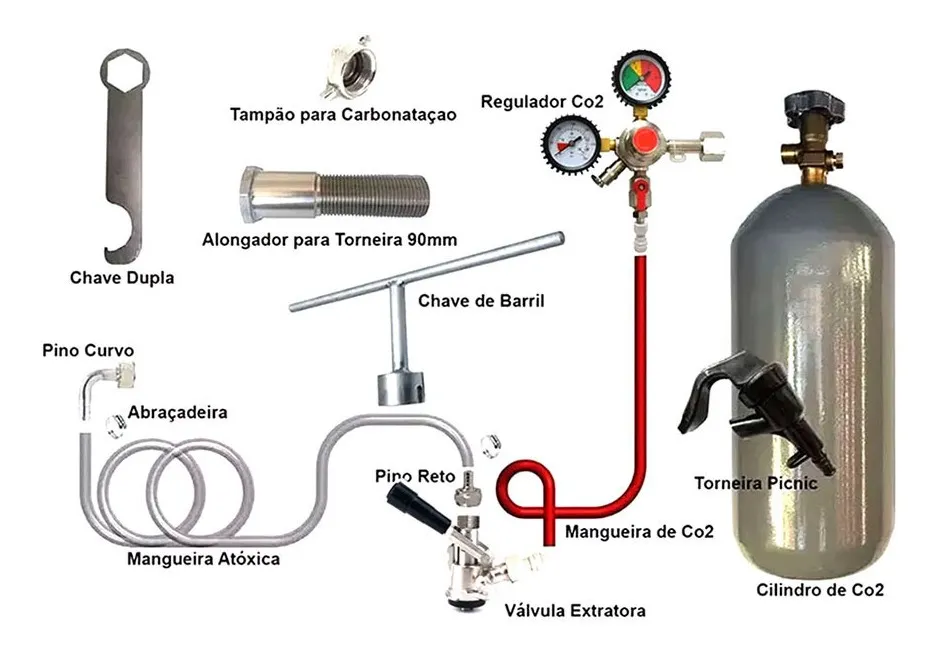 Regulador Co2
Tampão para Carbonataçao
Alongador para Torneira 90mm
Chave Dupla
Chave de Barril
Pino Curvo
Abraçadeira
Pino Reto
Torneira Picnic
Mangueira de Co2
Mangueira Atóxica
Cilindro de Co2
Válvula Extratora